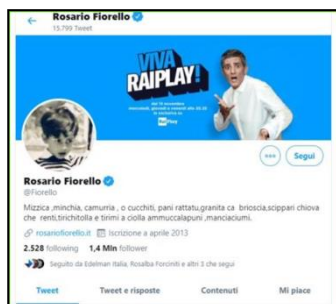 Rosario Fiorello
15.799 Tweet
VIVA
RAIPLAY!
Rai Play
Segui
Rosario Fiorello
@Fiorello
Mizzica ,minchia, camurria , o cucchiti, pani rattatu,granita ca brioscia,scippari chiova
che renti,tirichitolla e tirimi a ciolla ammuccalapuni ,manciaciumi.
rosariofiorello.it Iscrizione a aprile 2013
2.528 following 1,4 Mln follower
Seguito da Edelman Italia, Rosalba Forciniti e altri 3 che segui
Tweet Tweet e risposte Contenuti Mi piace